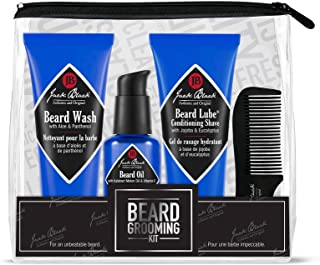 Jack Black
Beard Wash
with Aloe & Panthenol
Nettoyant pour la barbe
à base d'aloès et
de panthénol
Jack Black
Beard Oil
Jack Black
Beard Lube®
Conditioning Shave
with Jojoba & Eucalyptus
Gel de rasage hydratant
à base de jojoba
et d'eucalyptus
Jack Black
BEARD
GROOMING
KIT
For an unbeatable beard.
Pour une barbe impeccable.